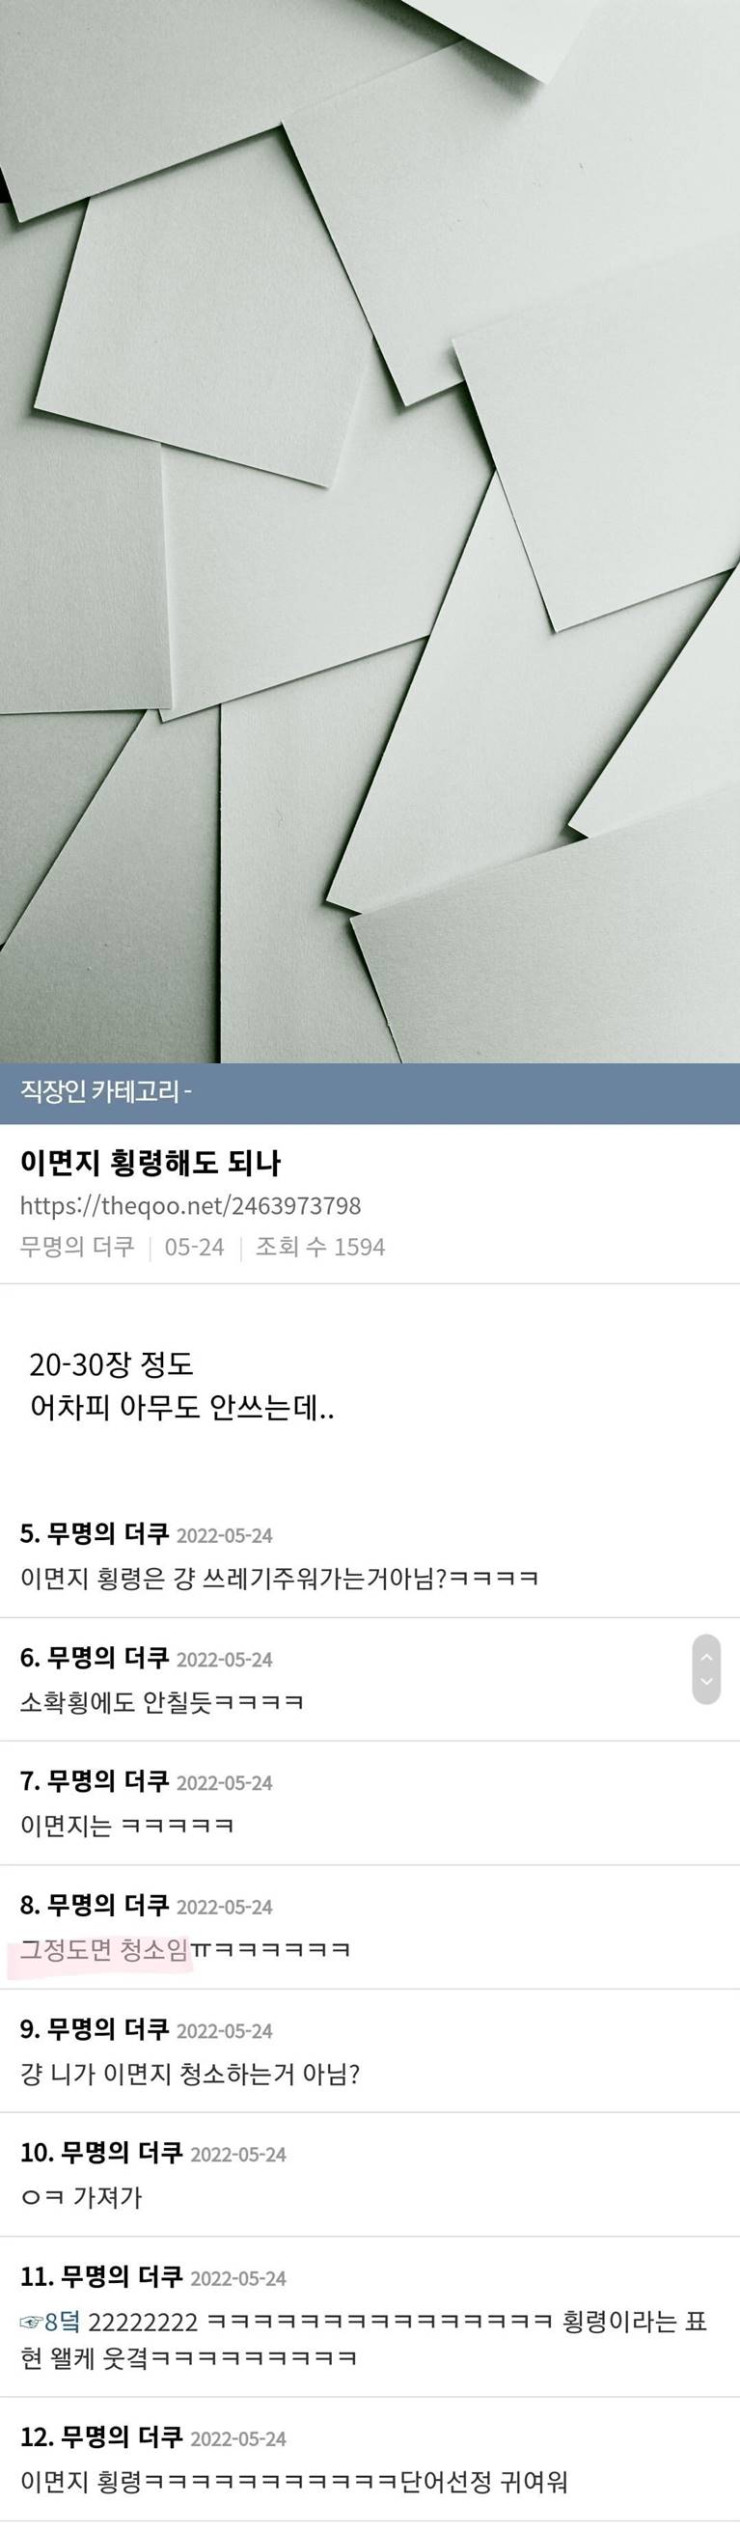 직장인 카테고리 -
이면지 횡령해도 되나
https://theqoo.net/2463973798
무명의 더쿠 | 05-24 | 조회 수 1594
20-30장 정도
어차피 아무도 안쓰는데..
5. 무명의 더쿠 2022-05-24
이면지 횡령은 걍 쓰레기주워가는거아님?ㅋㅋㅋㅋ
6. 무명의 더쿠 2022-05-24
소확횡에도 안칠듯ㅋㅋㅋㅋ
7. 무명의 더쿠 2022-05-24
이면지는 ㅋㅋㅋㅋㅋ
8. 무명의 더쿠 2022-05-24
그정도면 청소임ㅠㅋㅋㅋㅋㅋㅋ
9. 무명의 더쿠 2022-05-24
걍 니가 이면지 청소하는거 아님?
10. 무명의 더쿠 2022-05-24
ㅇㅋ 가져가
11. 무명의 더쿠 2022-05-24
☞8덬 22222222 ㅋㅋㅋㅋㅋㅋㅋㅋㅋㅋㅋㅋㅋㅋㅋ 횡령이라는 표
현 왤케 웃겤ㅋㅋㅋㅋㅋㅋㅋㅋㅋ
12. 무명의 더쿠 2022-05-24
이면지 횡령ㅋㅋㅋㅋㅋㅋㅋㅋㅋㅋㅋ단어선정 귀여워